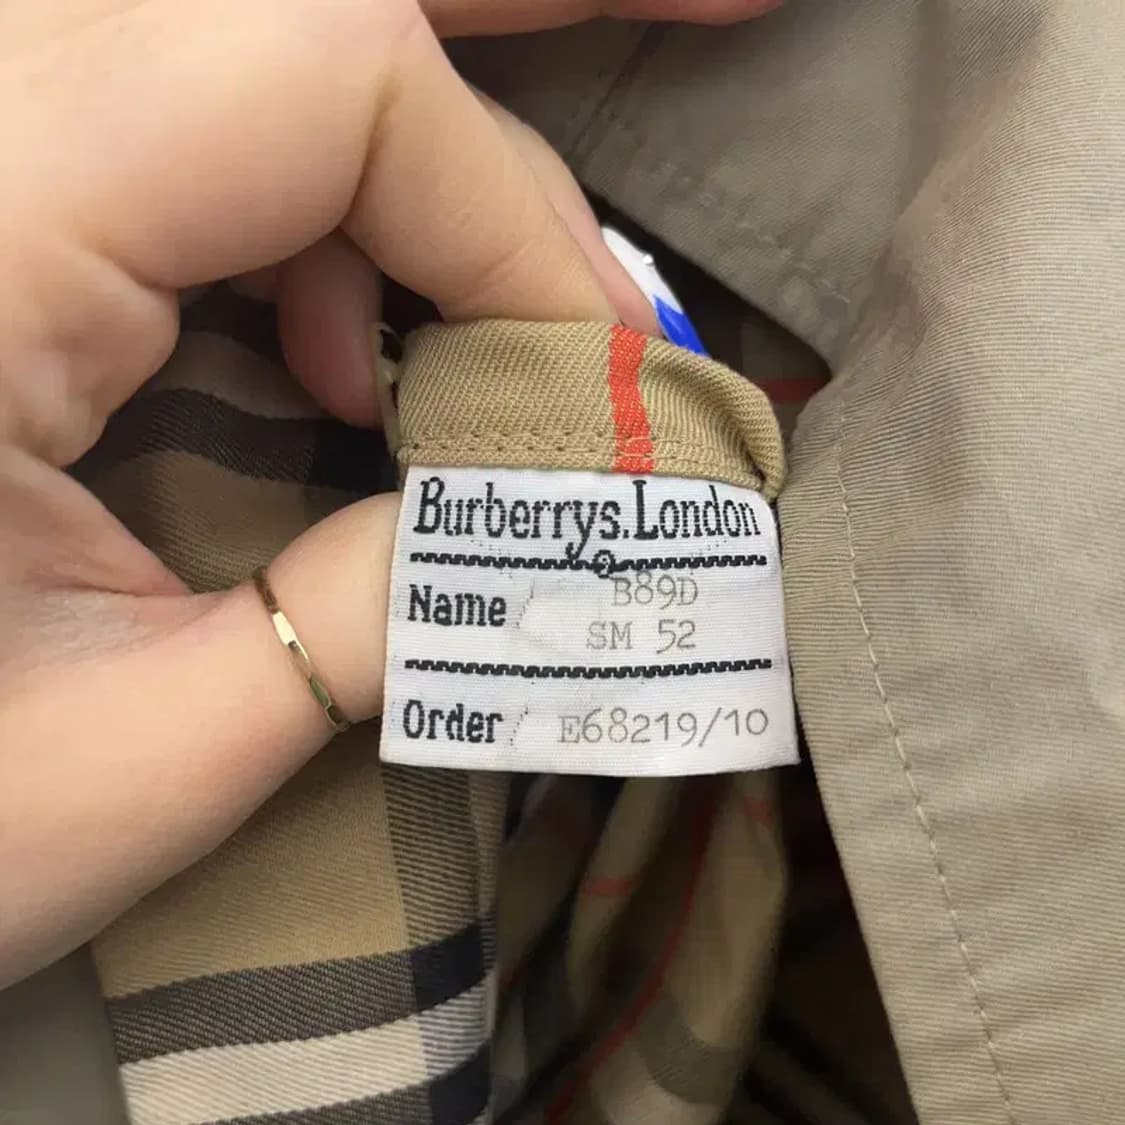 Burberrys.London
Name B89D
SM 52
Order E68219/10